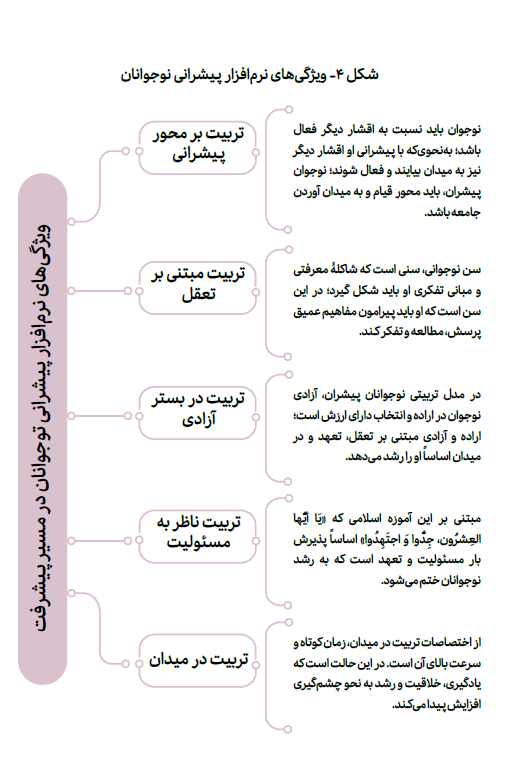 شکل ۴- ویژگی‌های نرم‌افزار پیشرانی نوجوانان
ویژگی‌های نرم‌افزار پیشرانی نوجوانان در مسیر پیشرفت
تربیت بر محور
پیشرانی
نوجوان باید نسبت به اقشار دیگر فعال
باشد؛ به‌نحوی‌که با پیشرانی او اقشار دیگر
نیز به میدان بیایند و فعال شوند؛ نوجوان
پیشران، باید محور قیام و به میدان آوردن
جامعه باشد.
تربیت مبتنی بر
تعقل
سن نوجوانی، سنی است که شاکلهٔ معرفتی
و مبانی تفکری او باید شکل گیرد؛ در این
سن است که او باید پیرامون مفاهیم عمیق
پرسش، مطالعه و تفکر کند.
تربیت در بستر
آزادی
در مدل تربیتی نوجوانان پیشران، آزادی
نوجوان در اراده و انتخاب دارای ارزش است؛
اراده و آزادی مبتنی بر تعقل، تعهد و در
میدان اساساً او را رشد می‌دهد.
تربیت ناظر به
مسئولیت
مبتنی بر این آموزه اسلامی که «یَا أیُّها
العِشرُون، جِدُّوا وَ اجتَهِدُوا» اساساً پذیرش
بار مسئولیت و تعهد است که به رشد
نوجوانان ختم می‌شود.
تربیت در میدان
از اختصاصات تربیت در میدان، زمان کوتاه و
سرعت بالای آن است. در این حالت است که
یادگیری، خلاقیت و رشد به نحو چشم‌گیری
افزایش پیدا می‌کند.